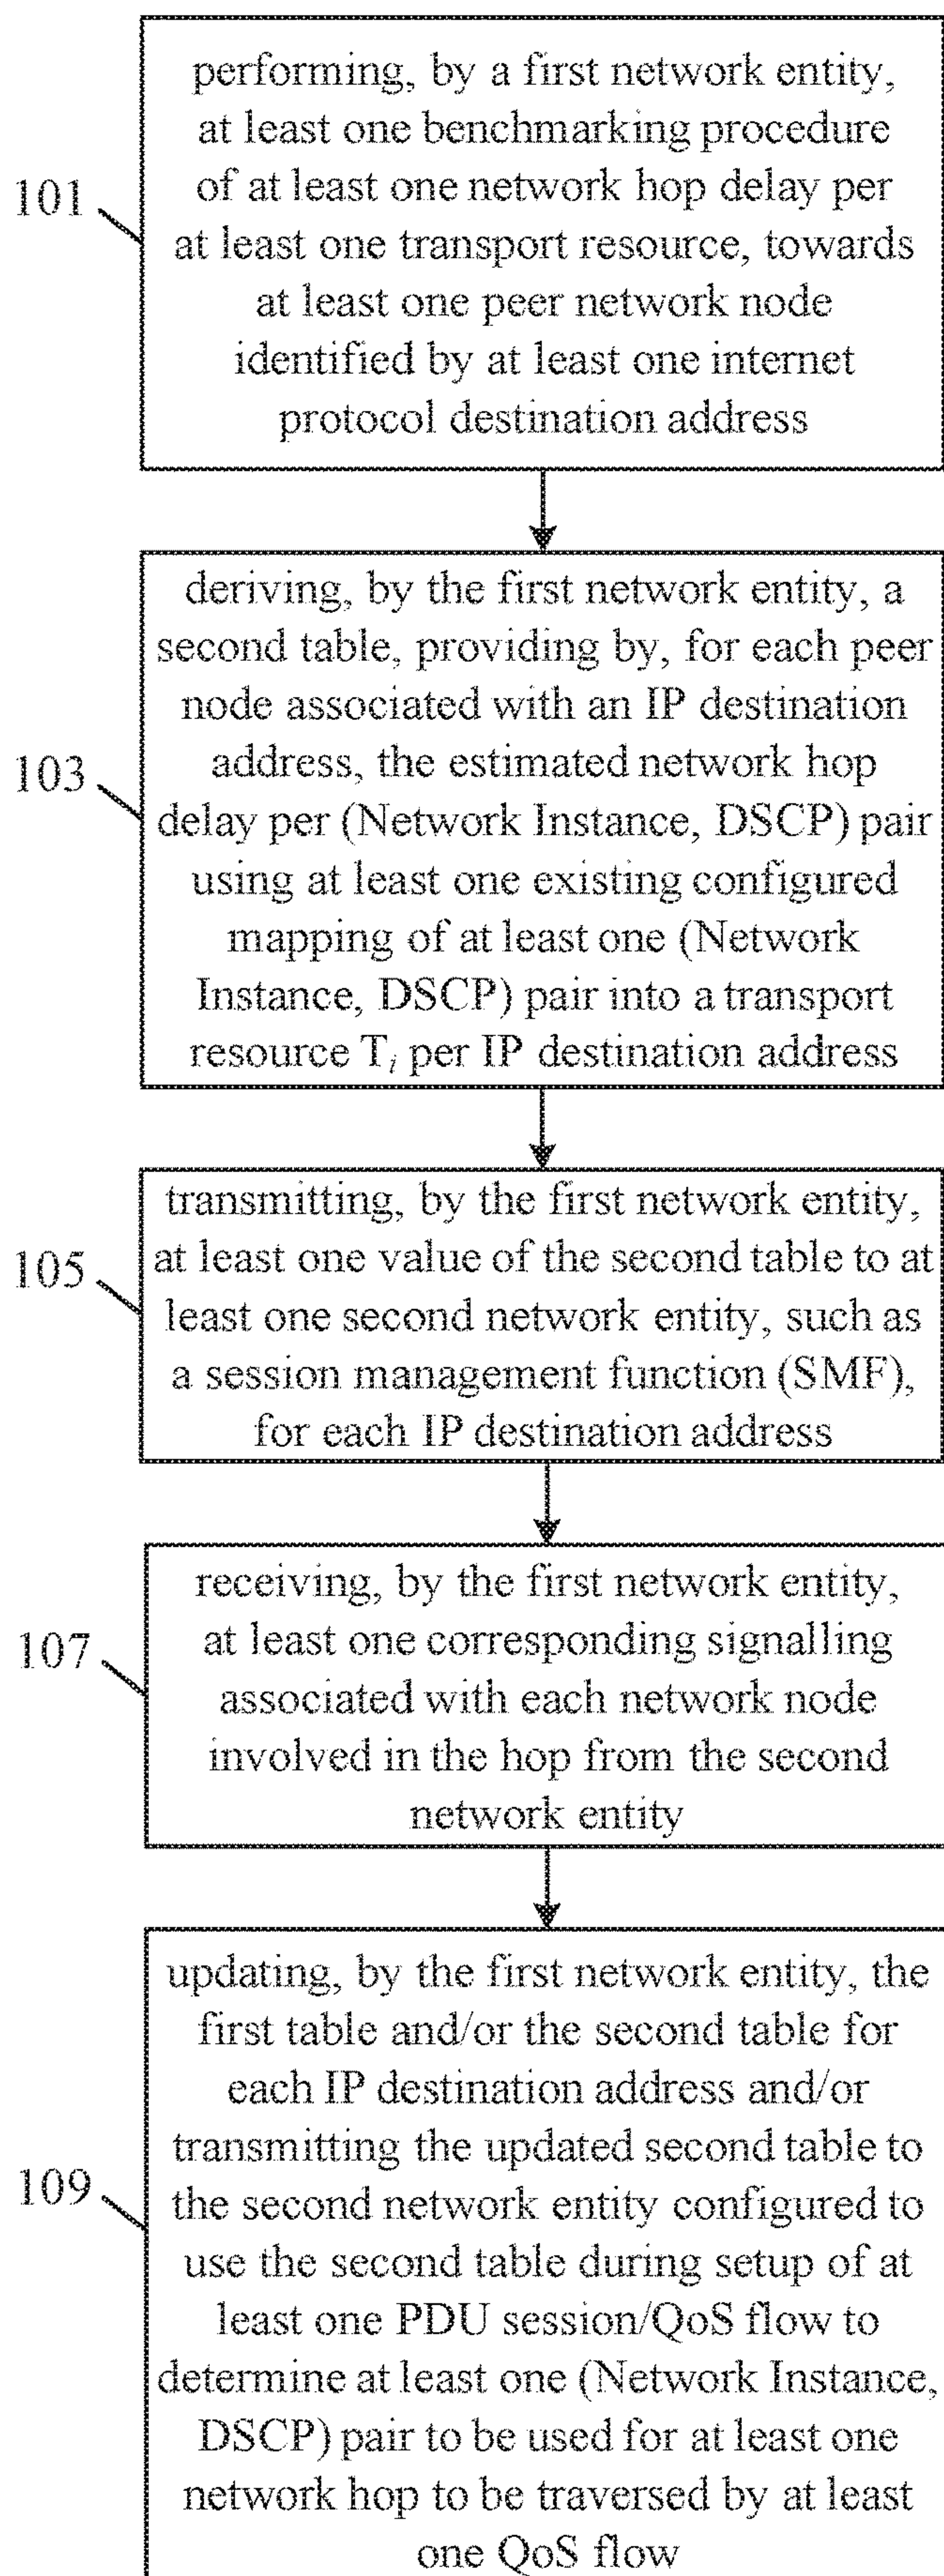 performing, by a first network entity,
at least one benchmarking procedure
of at least one network hop delay per
101
at least one transport resource, towards
at least one peer network node
identified by at least one internet
protocol destination address
deriving, by the first network entity, a
second table, providing by, for each peer
node associated with an IP destination
address, the estimated network hop
103
delay per (Network Instance, DSCP) pair
using at least one existing configured
mapping of at least one (Network
Instance, DSCP) pair into a transport
resource Ti per IP destination address
transmitting, by the first network entity,
105
at least one value of the second table to at
least one second network entity, such as
a session management function (SMF),
for each IP destination address
receiving, by the first network entity,
107
at least one corresponding signalling
associated with each network node
involved in the hop from the second
network entity
updating, by the first network entity, the
first table and/or the second table for
each IP destination address and/or
transmitting the updated second table to
109
the second network entity configured to
use the second table during setup of at
least one PDU session/QoS flow to
determine at least one (Network Instance,
DSCP) pair to be used for at least one
network hop to be traversed by at least
one QoS flow